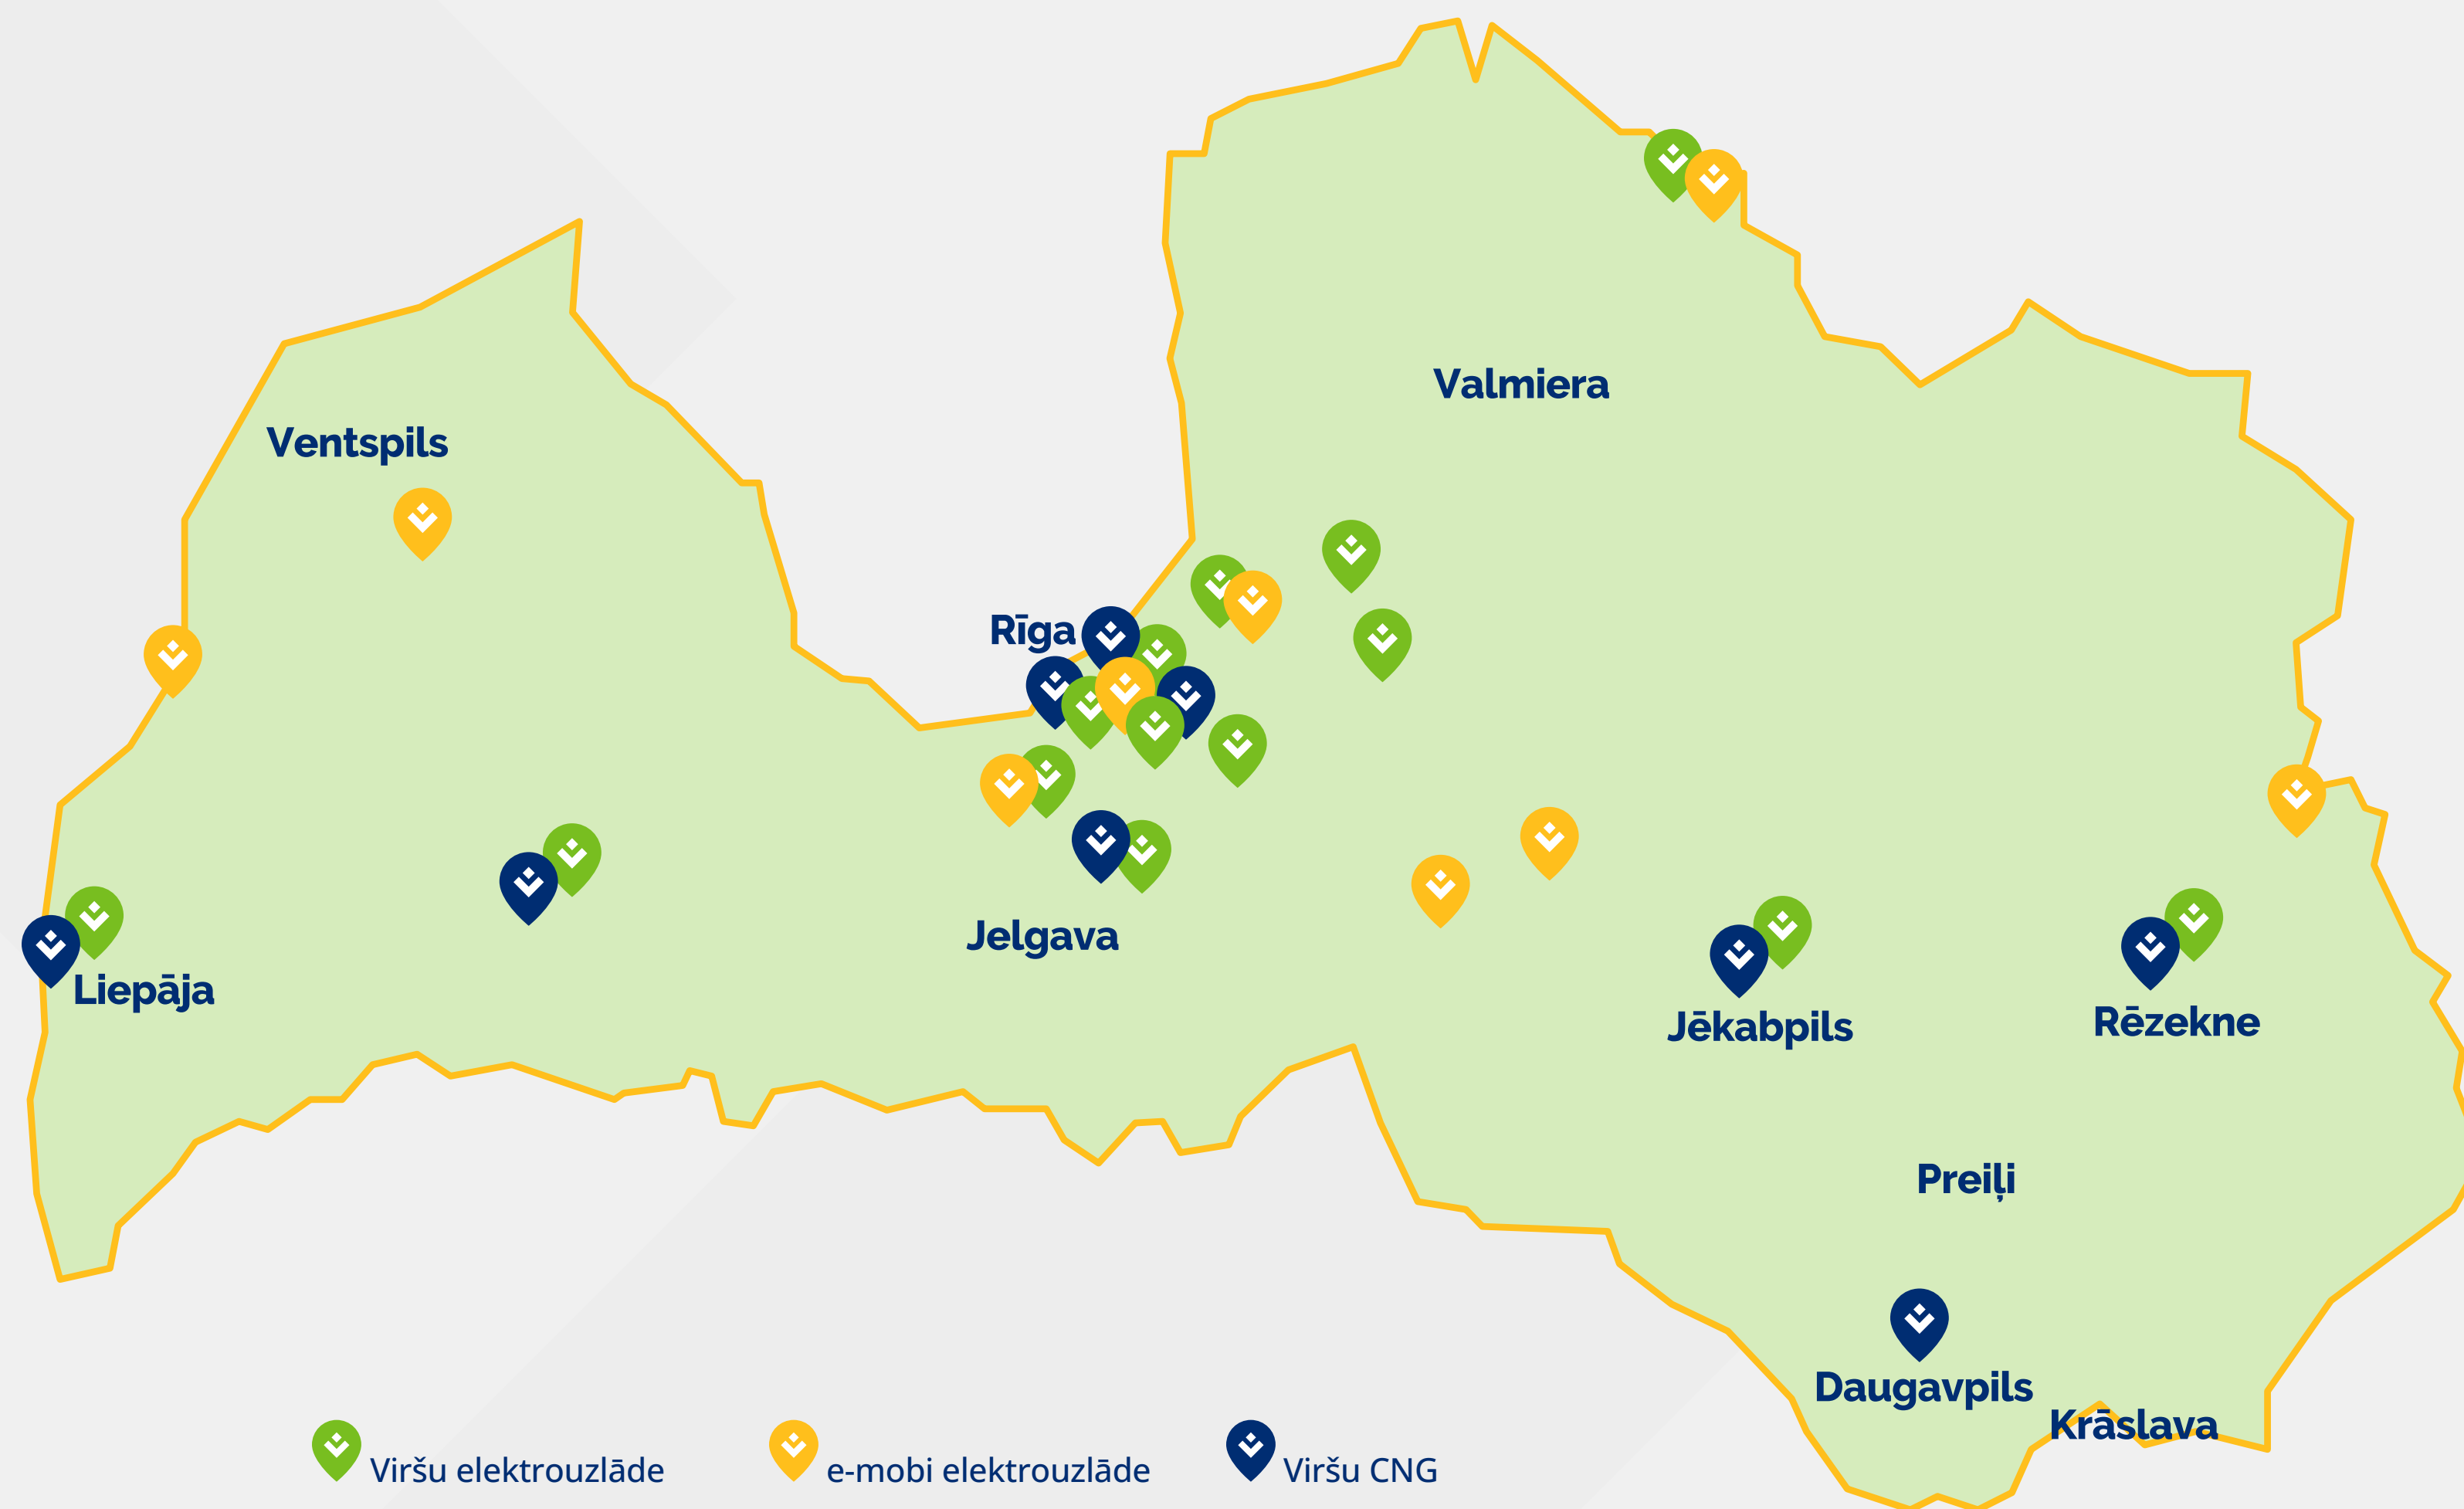 Valmiera
Ventspils
Rīga
Jelgava
Liepāja
Jēkabpils
Rēzekne
Preiļi
Daugavpils
Krāslava
Viršu elektrouzlāde
e-mobi elektrouzlāde
Viršu CNG